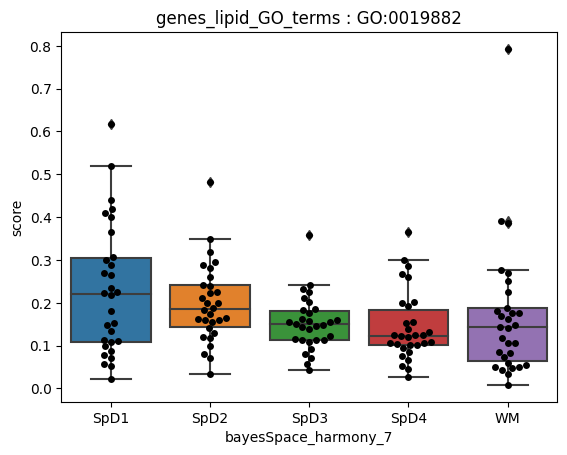 genes_lipid_GO_terms : GO:0019882
0.8
0.7
0.6
0.5
0.4
0.3
0.2
0.1
0.0
score
SpD1 SpD2 SpD3 SpD4 WM
bayesSpace_harmony_7